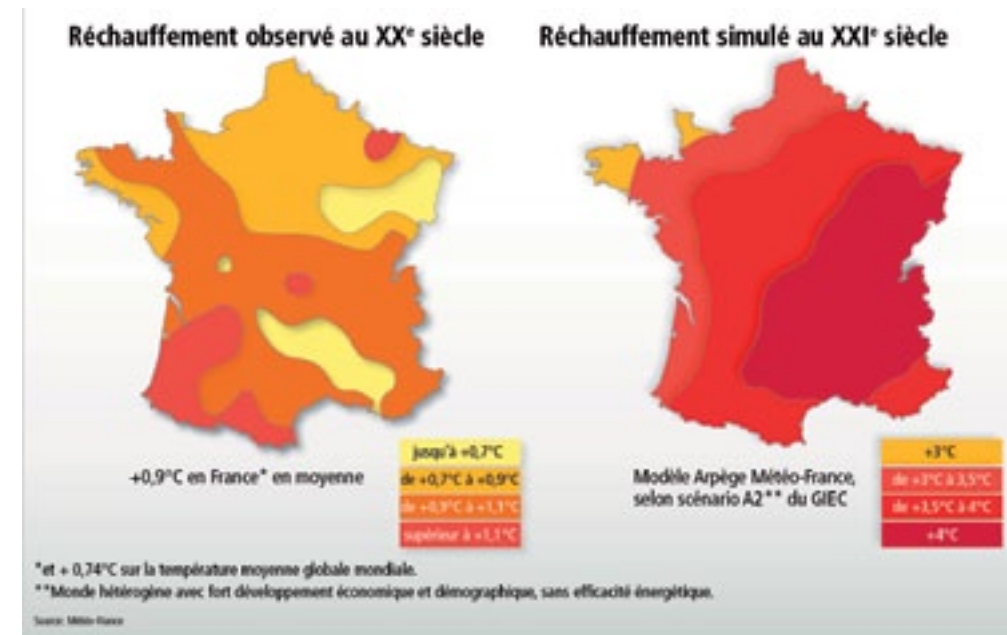 Réchauffement observé au XXe siècle
Réchauffement simulé au XXIe siècle
+0,9°C en France* en moyenne
jusqu'à +0,7°C
de +0,7°C à +0,9°C
de +0,9°C à +1,1°C
supérieur à +1,1°C
Modèle Arpège Météo-France,
selon scénario A2** du GIEC
+3°C
de +3°C à 3,5°C
de +3,5°C à 4°C
+4°C
*et + 0,74°C sur la température moyenne globale mondiale.
**Monde hétérogène avec fort développement économique et démographique, sans efficacité énergétique.
Source: Météo-France